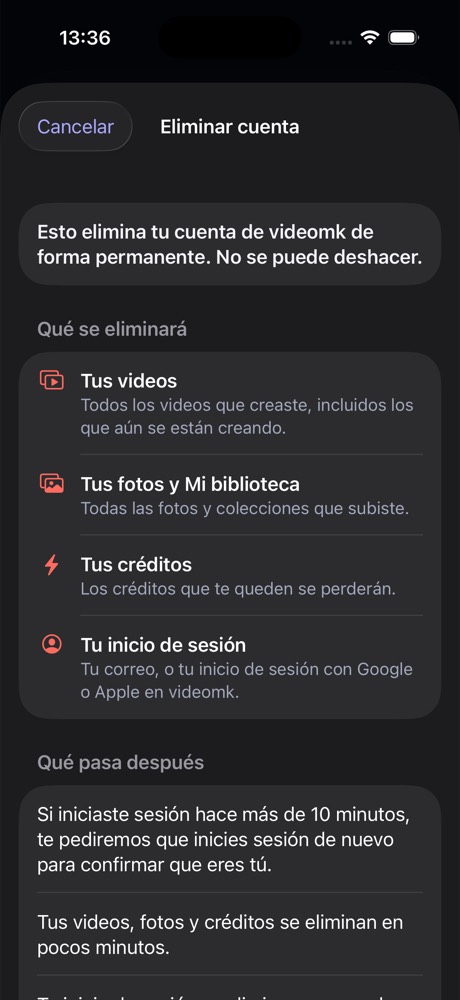 13:36
Cancelar
Eliminar cuenta
Esto elimina tu cuenta de videomk de
forma permanente. No se puede deshacer.
Qué se eliminará
Tus videos
Todos los videos que creaste, incluidos los
que aún se están creando.
Tus fotos y Mi biblioteca
Todas las fotos y colecciones que subiste.
Tus créditos
Los créditos que te queden se perderán.
Tu inicio de sesión
Tu correo, o tu inicio de sesión con Google
o Apple en videomk.
Qué pasa después
Si iniciaste sesión hace más de 10 minutos,
te pediremos que inicies sesión de nuevo
para confirmar que eres tú.
Tus videos, fotos y créditos se eliminan en
pocos minutos.